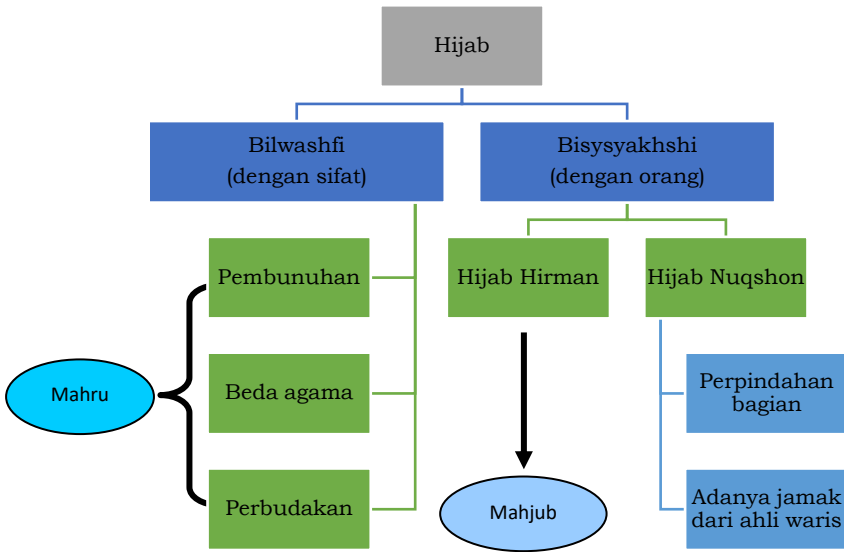 Hijab
Bilwashfi
(dengan sifat)
Bisysyakhshi
(dengan orang)
Pembunuhan
Hijab Hirman
Hijab Nuqshon
Mahru
Beda agama
Perpindahan
bagian
Perbudakan
Mahjub
Adanya jamak
dari ahli waris